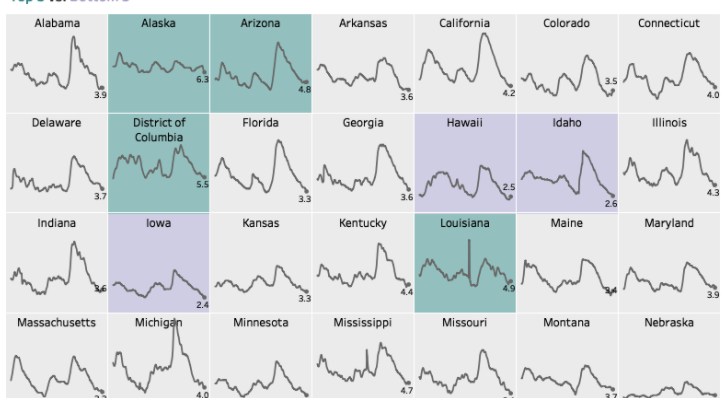 Alabama
Alaska
Arizona
Arkansas
California
Colorado
Connecticut
3.9
6.3
4.8
3.6
4.2
3.5
4.0
Delaware
District of
Columbia
Florida
Georgia
Hawaii
Idaho
Illinois
3.7
5.5
3.3
3.6
2.5
2.6
4.3
Indiana
Iowa
Kansas
Kentucky
Louisiana
Maine
Maryland
3.6
2.4
3.3
4.4
4.9
3.4
3.9
Massachusetts
Michigan
Minnesota
Mississippi
Missouri
Montana
Nebraska
4.0
4.7
3.7